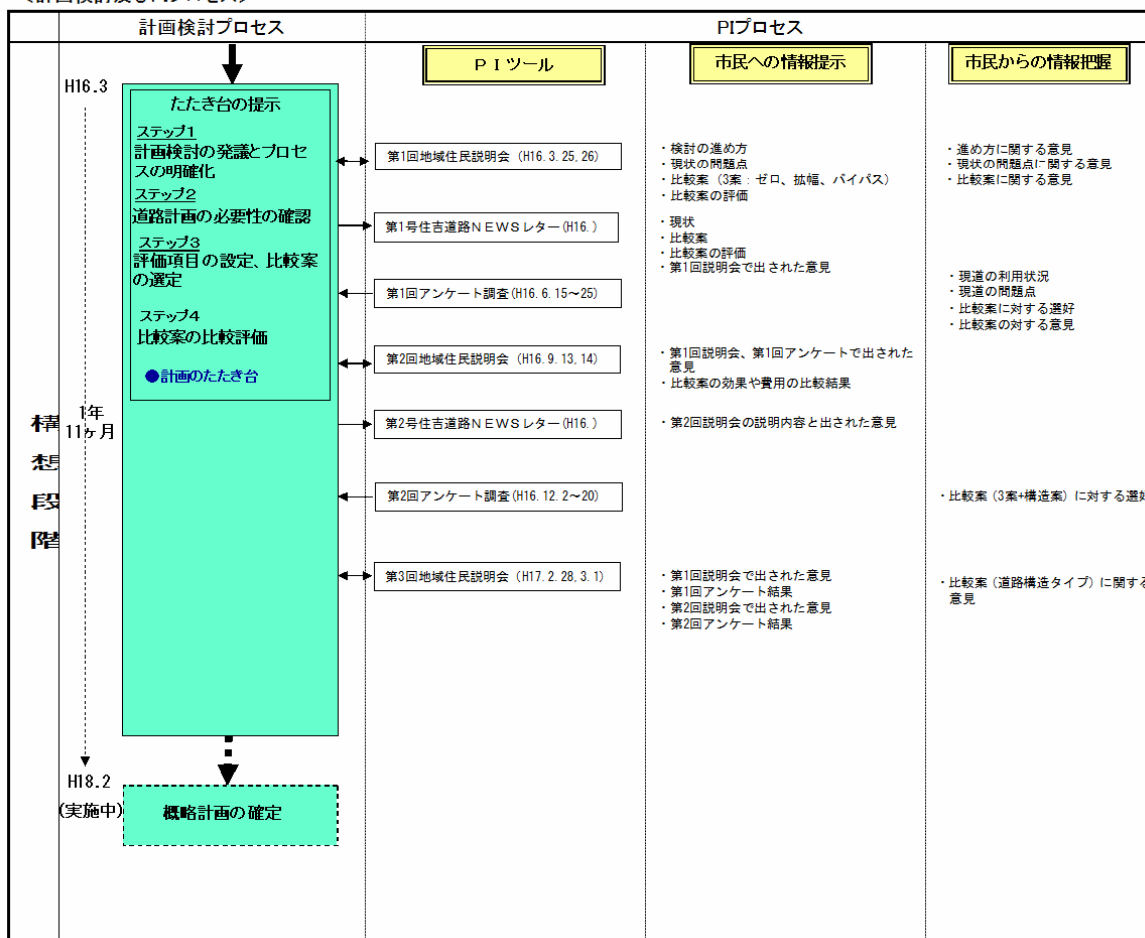 計画検討プロセス
PIプロセス
ＰＩツール
市民への情報提示
市民からの情報把握
H16.3
たたき台の提示
ステップ1
計画検討の発議とプロセ
スの明確化
ステップ2
道路計画の必要性の確認
ステップ3
評価項目の設定、比較案
の選定
ステップ4
比較案の比較評価
●計画のたたき台
構想段階
1年
11ヶ月
H18.2
(実施中)
概略計画の確定
第1回地域住民説明会（H16.3.25,26）
・検討の進め方
・現状の問題点
・比較案（3案：ゼロ、拡幅、バイパス）
・比較案の評価
・進め方に関する意見
・現状の問題点に関する意見
・比較案に関する意見
第1号住吉道路ＮＥＷＳレター(H16.）
・現状
・比較案
・比較案の評価
・第1回説明会で出された意見
第1回アンケート調査(H16.6.15～25)
・現道の利用状況
・現道の問題点
・比較案に対する選好
・比較案の対する意見
第2回地域住民説明会（H16.9.13,14）
・第1回説明会、第1回アンケートで出された
意見
・比較案の効果や費用の比較結果
第2号住吉道路ＮＥＷＳレター(H16.）
・第2回説明会の説明内容と出された意見
第2回アンケート調査(H16.12.2～20)
・比較案（3案+構造案）に対する選好
第3回地域住民説明会（H17.2.28,3.1）
・第1回説明会で出された意見
・第1回アンケート結果
・第2回説明会で出された意見
・第2回アンケート結果
・比較案（道路構造タイプ）に関する
意見